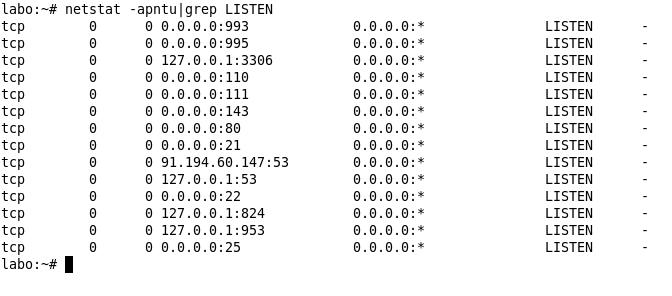 labo:~# netstat -apntu|grep LISTEN
tcp        0      0 0.0.0.0:993             0.0.0.0:*               LISTEN      -
tcp        0      0 0.0.0.0:995             0.0.0.0:*               LISTEN      -
tcp        0      0 127.0.0.1:3306          0.0.0.0:*               LISTEN      -
tcp        0      0 0.0.0.0:110             0.0.0.0:*               LISTEN      -
tcp        0      0 0.0.0.0:111             0.0.0.0:*               LISTEN      -
tcp        0      0 0.0.0.0:143             0.0.0.0:*               LISTEN      -
tcp        0      0 0.0.0.0:80              0.0.0.0:*               LISTEN      -
tcp        0      0 0.0.0.0:21              0.0.0.0:*               LISTEN      -
tcp        0      0 91.194.60.147:53        0.0.0.0:*               LISTEN      -
tcp        0      0 127.0.0.1:53            0.0.0.0:*               LISTEN      -
tcp        0      0 0.0.0.0:22              0.0.0.0:*               LISTEN      -
tcp        0      0 127.0.0.1:824           0.0.0.0:*               LISTEN      -
tcp        0      0 127.0.0.1:953           0.0.0.0:*               LISTEN      -
tcp        0      0 0.0.0.0:25              0.0.0.0:*               LISTEN      -
labo:~#